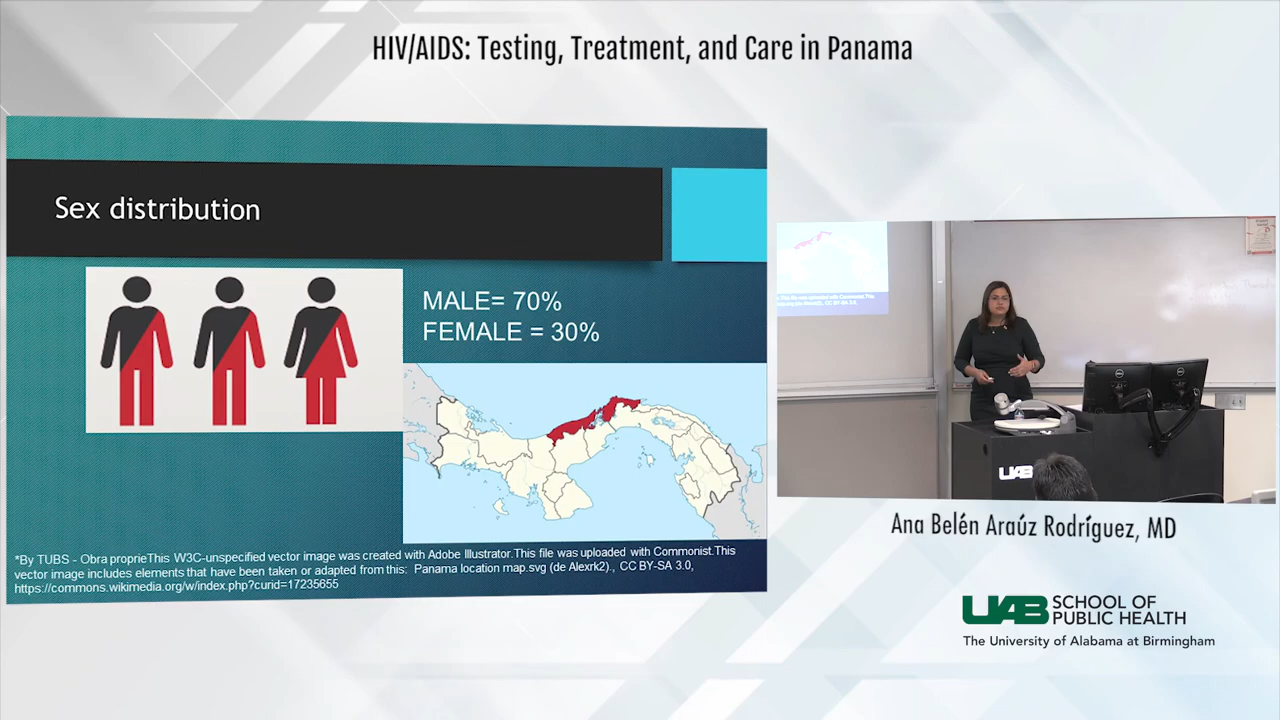 HIV/AIDS: Testing, Treatment, and Care in Panama
Sex distribution
MALE= 70%
FEMALE = 30%
*By TUBS - Obra proprieThis W3C-unspecified vector image was created with Adobe Illustrator.This file was uploaded with Commonist.This
vector image includes elements that have been taken or adapted from this:  Panama location map.svg (de Alexrk2)., CC BY-SA 3.0,
https://commons.wikimedia.org/w/index.php?curid=17235655
UAB
Ana Belén Araúz Rodríguez, MD
UAB SCHOOL OF
PUBLIC HEALTH
The University of Alabama at Birmingham